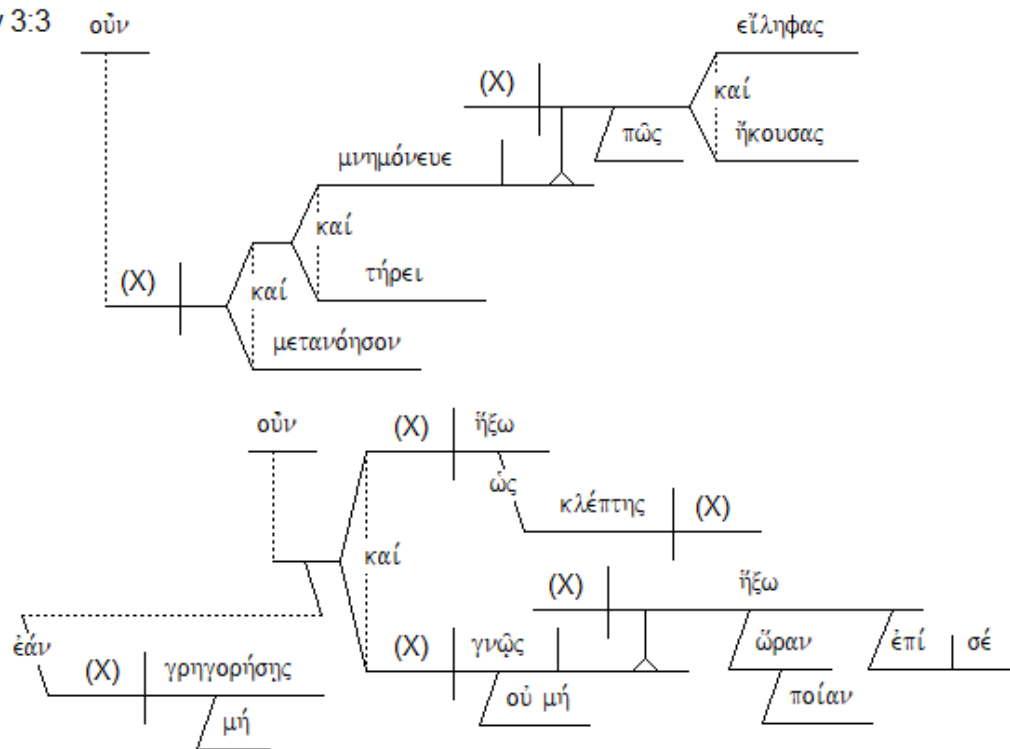 v 3:3
οὖν
εἴληφας
(X)
καί
πῶς
ἤκουσας
μνημόνευε
καί
(X)
καί
τήρει
μετανόησον
οὖν
(X)
ἥξω
ὡς
κλέπτης
(X)
καί
(X)
ἥξω
ἐάν
(X)
γρηγορήσῃς
(X)
γνῷς
ὥραν
ἐπί
σέ
μή
οὐ μή
ποίαν